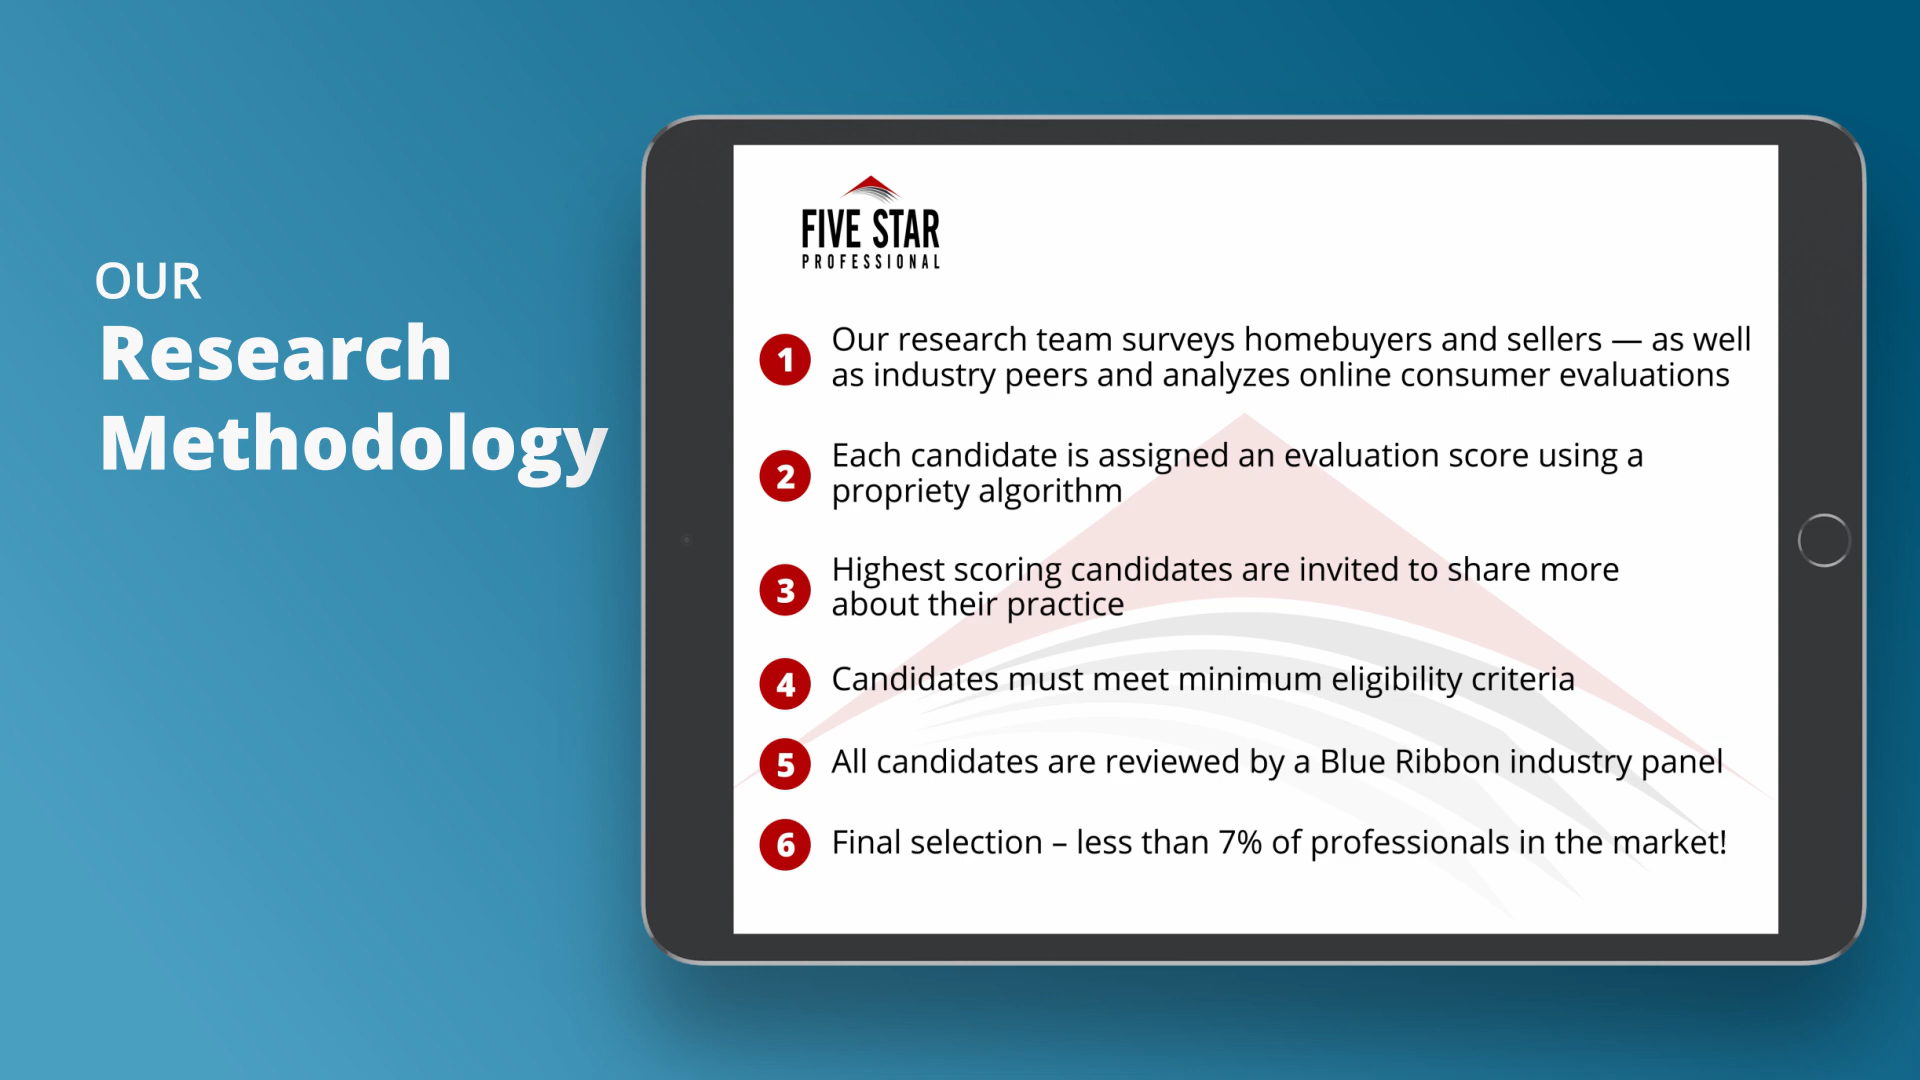 OUR
Research
Methodology
FIVE STAR
PROFESSIONAL
1 Our research team surveys homebuyers and sellers — as well
as industry peers and analyzes online consumer evaluations
2 Each candidate is assigned an evaluation score using a
propriety algorithm
3 Highest scoring candidates are invited to share more
about their practice
4 Candidates must meet minimum eligibility criteria
5 All candidates are reviewed by a Blue Ribbon industry panel
6 Final selection – less than 7% of professionals in the market!